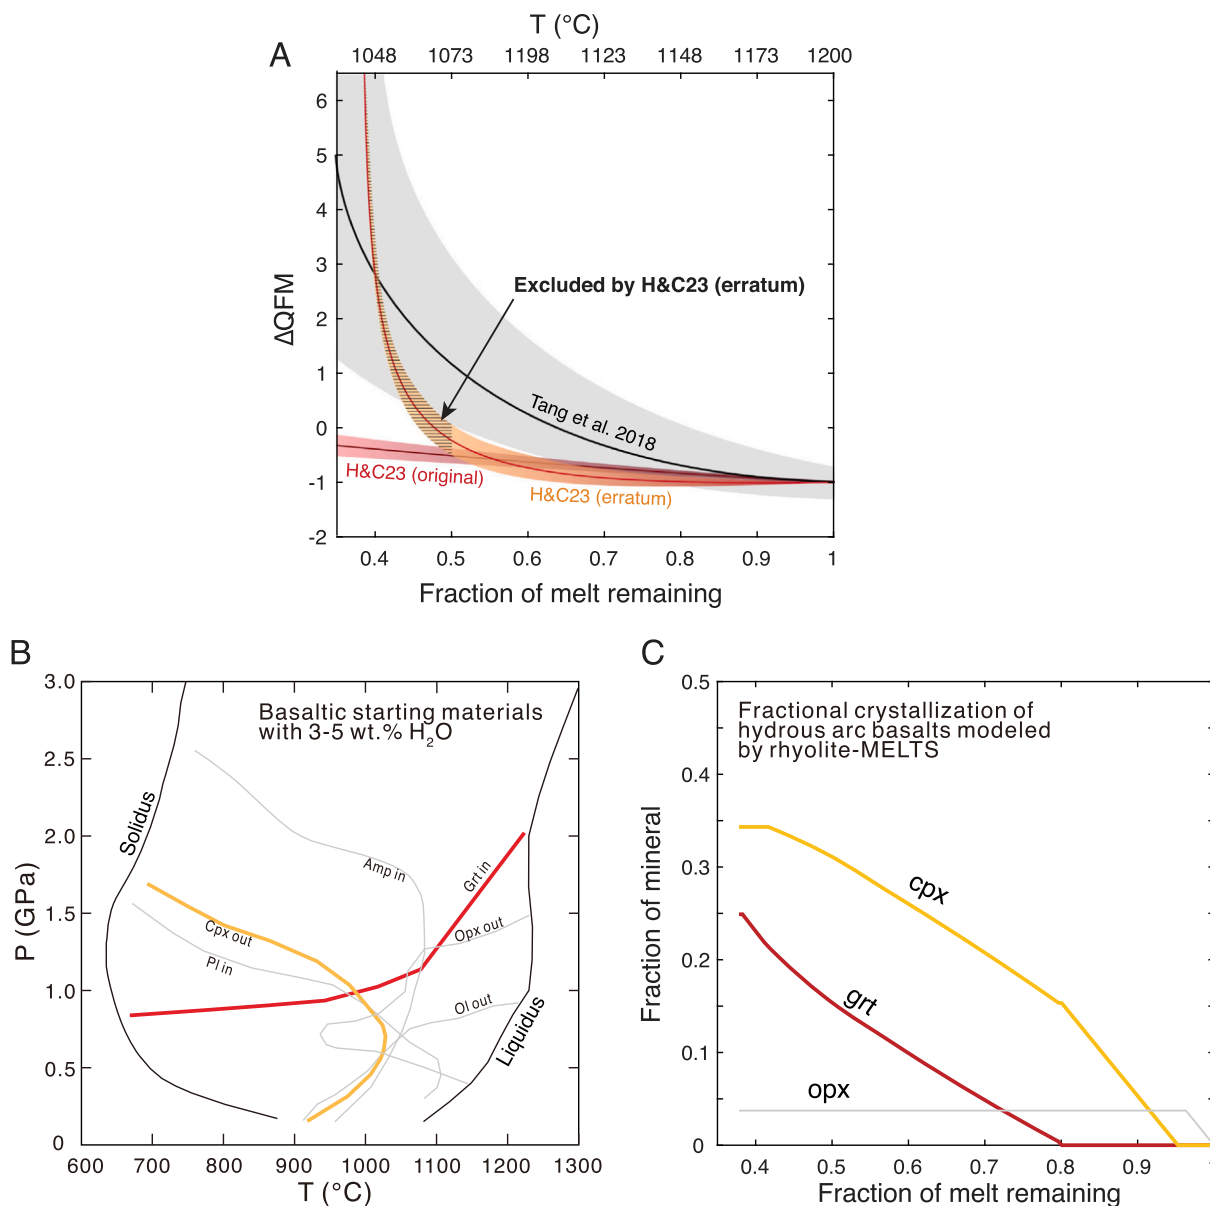 T (°C)
A
1048 1073 1198 1123 1148 1173 1200
6
5
4
3
2
1
0
-1
-2
ΔQFM
Excluded by H&C23 (erratum)
Tang et al. 2018
H&C23 (original)
H&C23 (erratum)
0.4 0.5 0.6 0.7 0.8 0.9 1
Fraction of melt remaining
B
3.0
2.5
2.0
1.5
1.0
0.5
0
P (GPa)
Basaltic starting materials
with 3-5 wt.% H₂O
Solidus
Amp in
Grt in
Cpx out
Opx out
Pl in
Ol out
Liquidus
600 700 800 900 1000 1100 1200 1300
T (°C)
C
0.5
0.4
0.3
0.2
0.1
0
Fraction of mineral
Fractional crystallization of
hydrous arc basalts modeled
by rhyolite-MELTS
cpx
grt
opx
0.4 0.5 0.6 0.7 0.8 0.9 1
Fraction of melt remaining